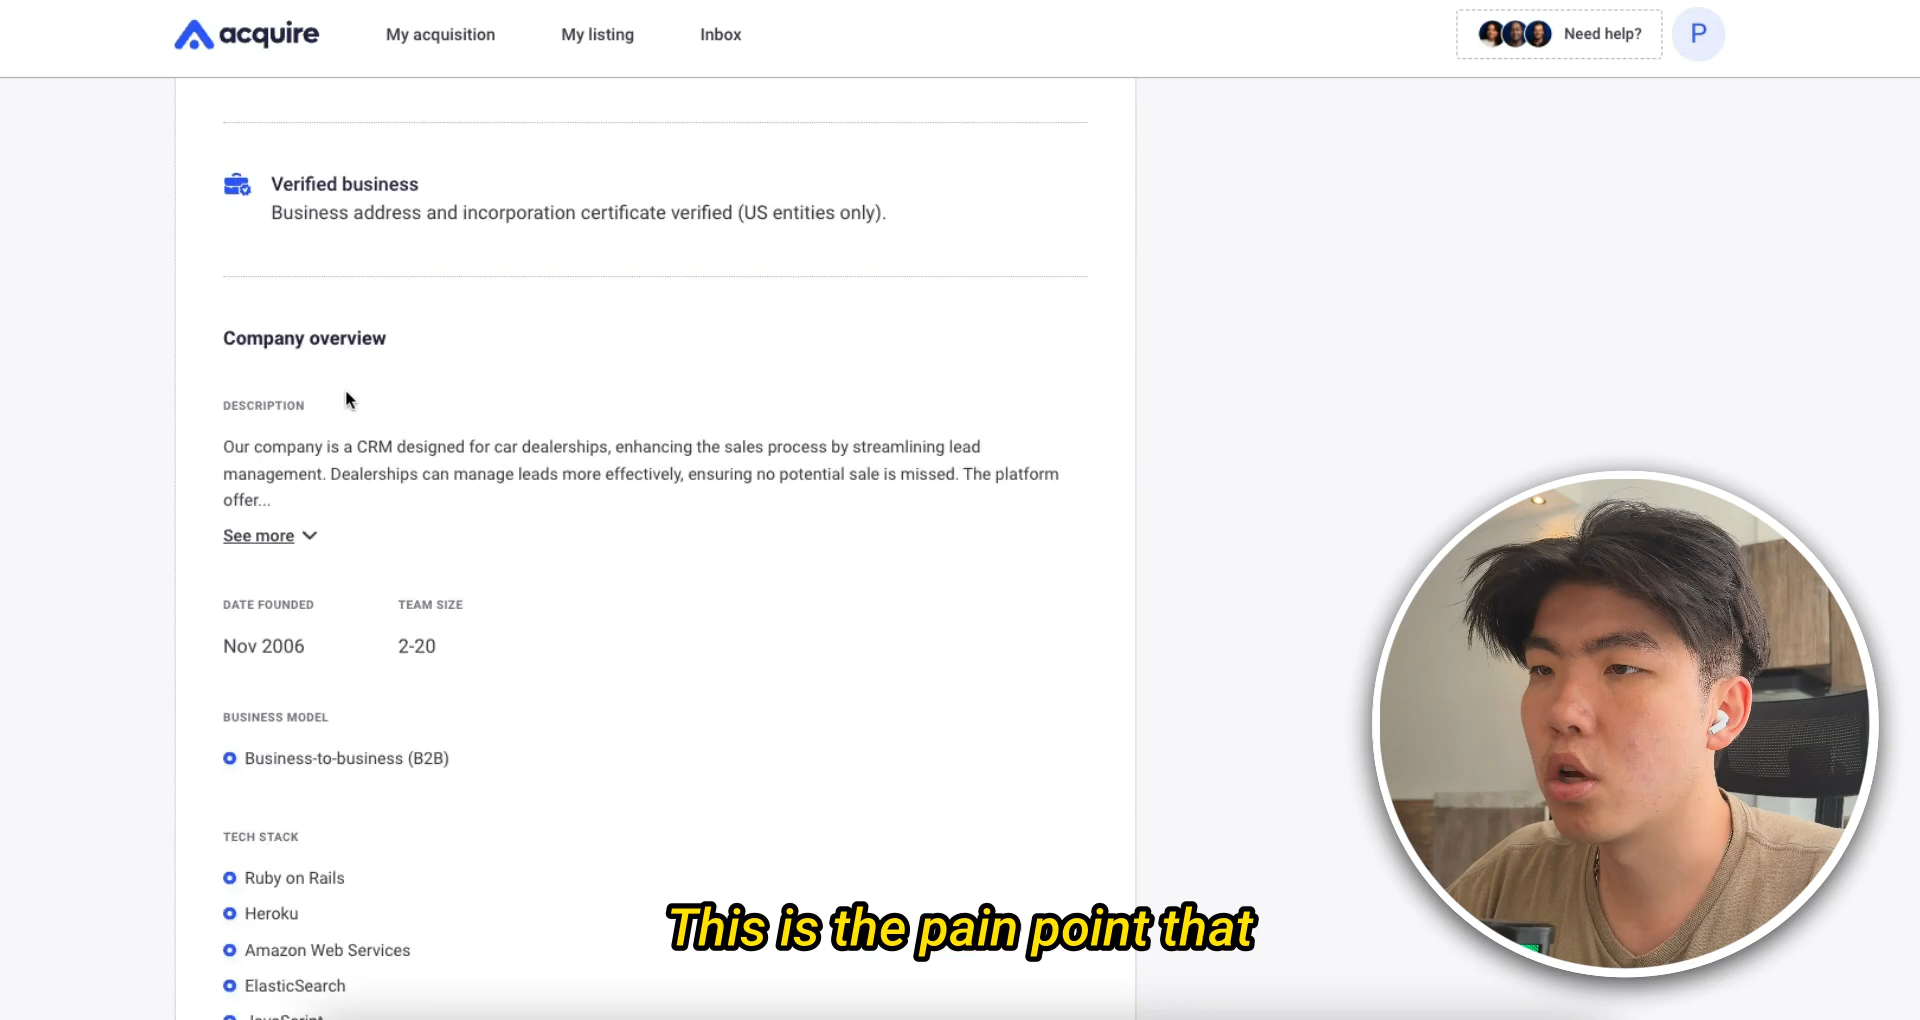 acquire
My acquisition
My listing
Inbox
Need help?
P
Verified business
Business address and incorporation certificate verified (US entities only).
Company overview
DESCRIPTION
Our company is a CRM designed for car dealerships, enhancing the sales process by streamlining lead
management. Dealerships can manage leads more effectively, ensuring no potential sale is missed. The platform
offer...
See more
DATE FOUNDED
TEAM SIZE
Nov 2006
2-20
BUSINESS MODEL
Business-to-business (B2B)
TECH STACK
Ruby on Rails
Heroku
Amazon Web Services
ElasticSearch
JavaScript
This is the pain point that